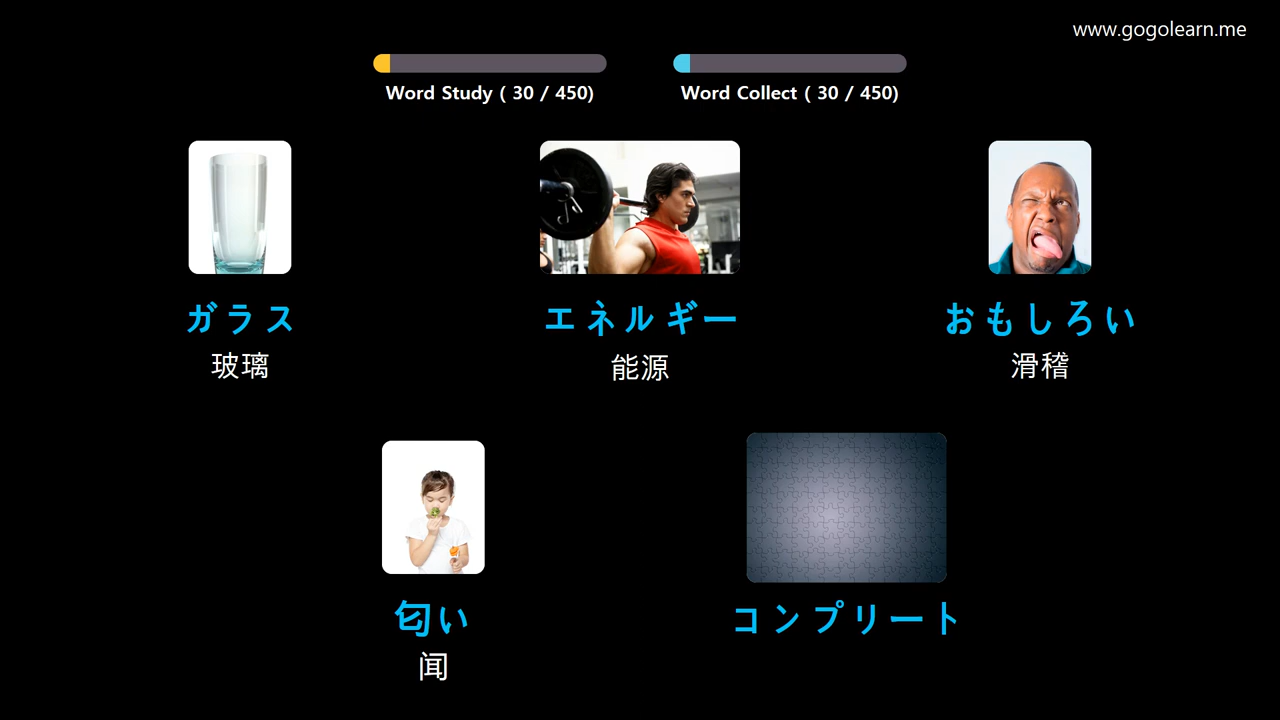 www.gogolearn.me
Word Study ( 30 / 450)
Word Collect ( 30 / 450)
ガラス
玻璃
エネルギー
能源
おもしろい
滑稽
匂い
闻
コンプリート